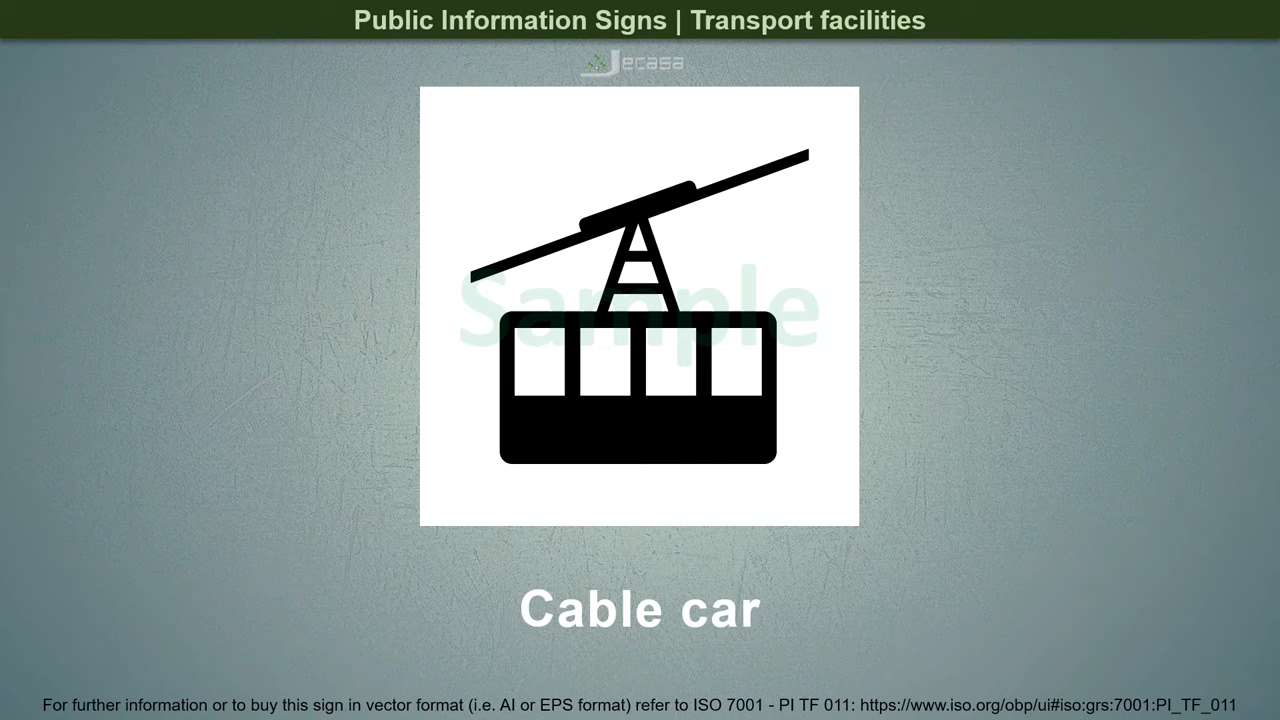 Public Information Signs | Transport facilities
Jecasa
Sample
Cable car
For further information or to buy this sign in vector format (i.e. AI or EPS format) refer to ISO 7001 - PI TF 011: https://www.iso.org/obp/ui#iso:grs:7001:PI_TF_011